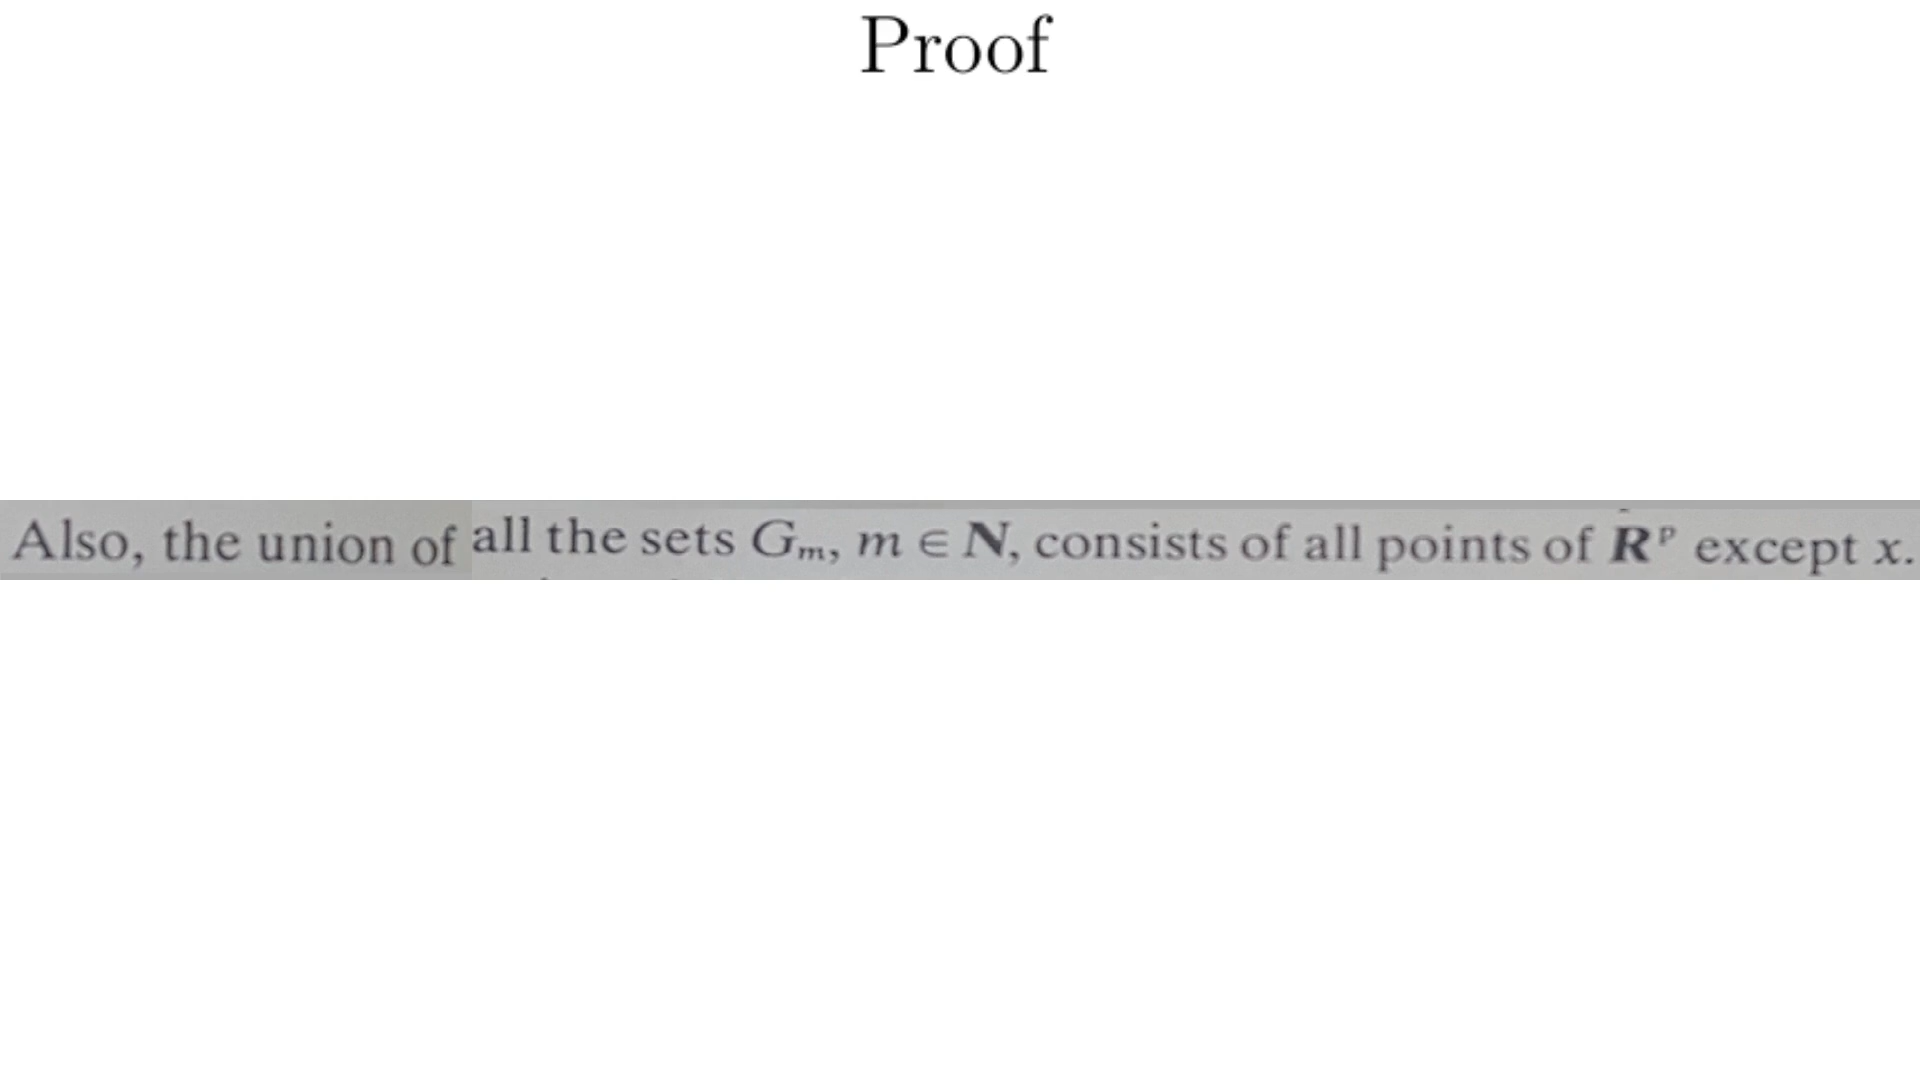 Proof
Also, the union of all the sets Gₘ, m ∈ N, consists of all points of Rᵖ except x.